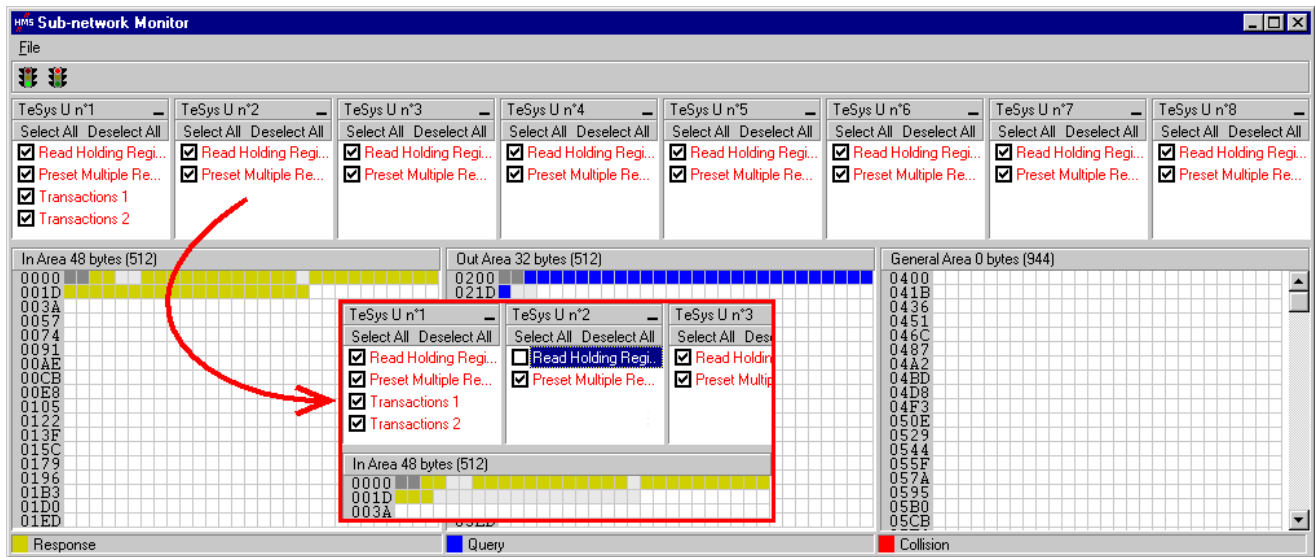 HMS Sub-network Monitor
File
TeSys U n°1 TeSys U n°2 TeSys U n°3 TeSys U n°4 TeSys U n°5 TeSys U n°6 TeSys U n°7 TeSys U n°8
Select All Deselect All Select All Deselect All Select All Deselect All Select All Deselect All Select All Deselect All Select All Deselect All Select All Deselect All Select All Deselect All
Read Holding Regi... Read Holding Regi... Read Holding Regi... Read Holding Regi... Read Holding Regi... Read Holding Regi... Read Holding Regi... Read Holding Regi...
Preset Multiple Re... Preset Multiple Re... Preset Multiple Re... Preset Multiple Re... Preset Multiple Re... Preset Multiple Re... Preset Multiple Re... Preset Multiple Re...
Transactions 1
Transactions 2
In Area 48 bytes (512)
0000
001D
003A
0057
0074
0091
00AE
00CB
00E8
0105
0122
013F
015C
0179
0196
01B3
01D0
01ED
Out Area 32 bytes (512)
0200
021D
TeSys U n°1 TeSys U n°2 TeSys U n°3
Select All Deselect All Select All Deselect All Select All Dese
Read Holding Regi... Read Holding Regi.. Read Holdin
Preset Multiple Re... Preset Multiple Re... Preset Multip
Transactions 1
Transactions 2
In Area 48 bytes (512)
0000
001D
003A
General Area 0 bytes (944)
0400
041B
0436
0451
046C
0487
04A2
04BD
04D8
04F3
050E
0529
0544
055F
057A
0595
05B0
05CB
Response Query Collision